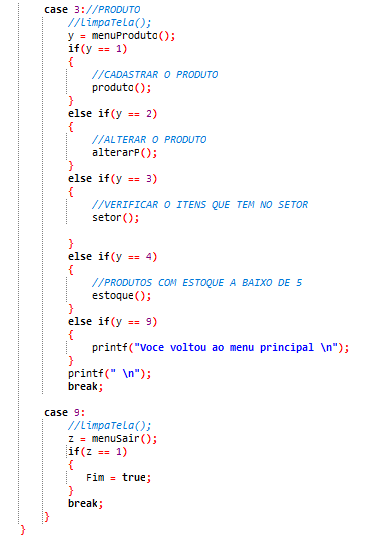 case 3://PRODUTO
//limpaTela();
y = menuProduto();
if(y == 1)
{
//CADASTRAR O PRODUTO
produto();
}
else if(y == 2)
{
//ALTERAR O PRODUTO
alterarP();
}
else if(y == 3)
{
//VERIFICAR O ITENS QUE TEM NO SETOR
setor();
}
else if(y == 4)
{
//PRODUTOS COM ESTOQUE A BAIXO DE 5
estoque();
}
else if(y == 9)
{
printf("Voce voltou ao menu principal \n");
}
printf(" \n");
break;
case 9:
//limpaTela();
z = menuSair();
if(z == 1)
{
Fim = true;
}
break;
}
}